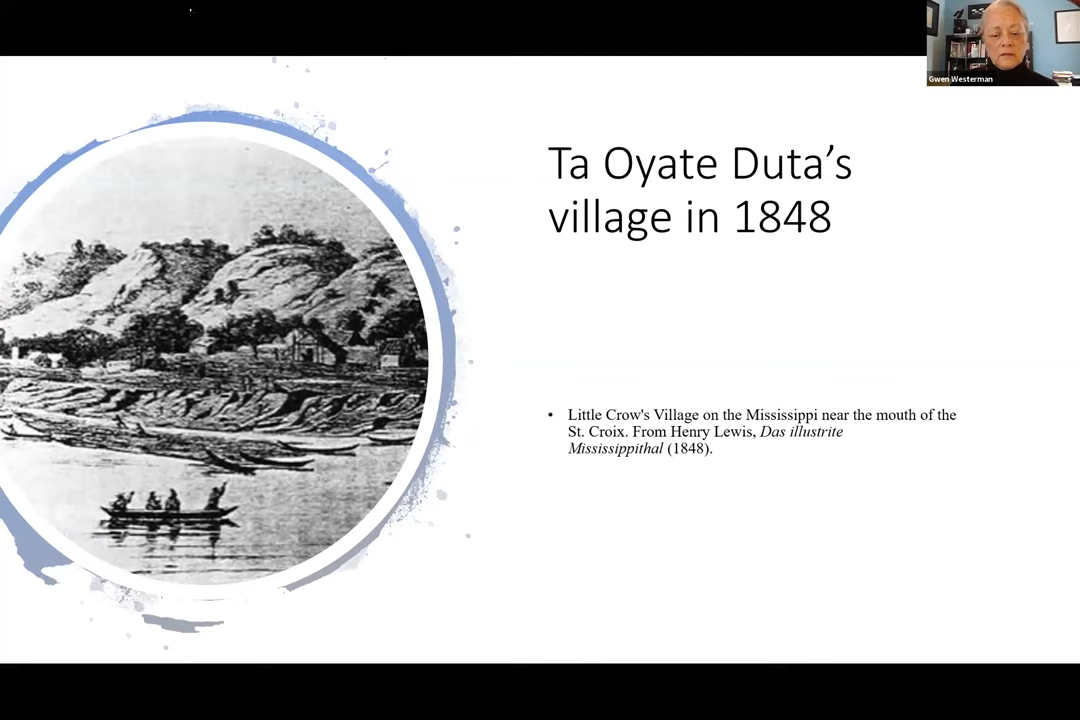 Gwen Westerman
Ta Oyate Duta’s
village in 1848
• Little Crow's Village on the Mississippi near the mouth of the
St. Croix. From Henry Lewis, Das illustrite
Mississippithal (1848).